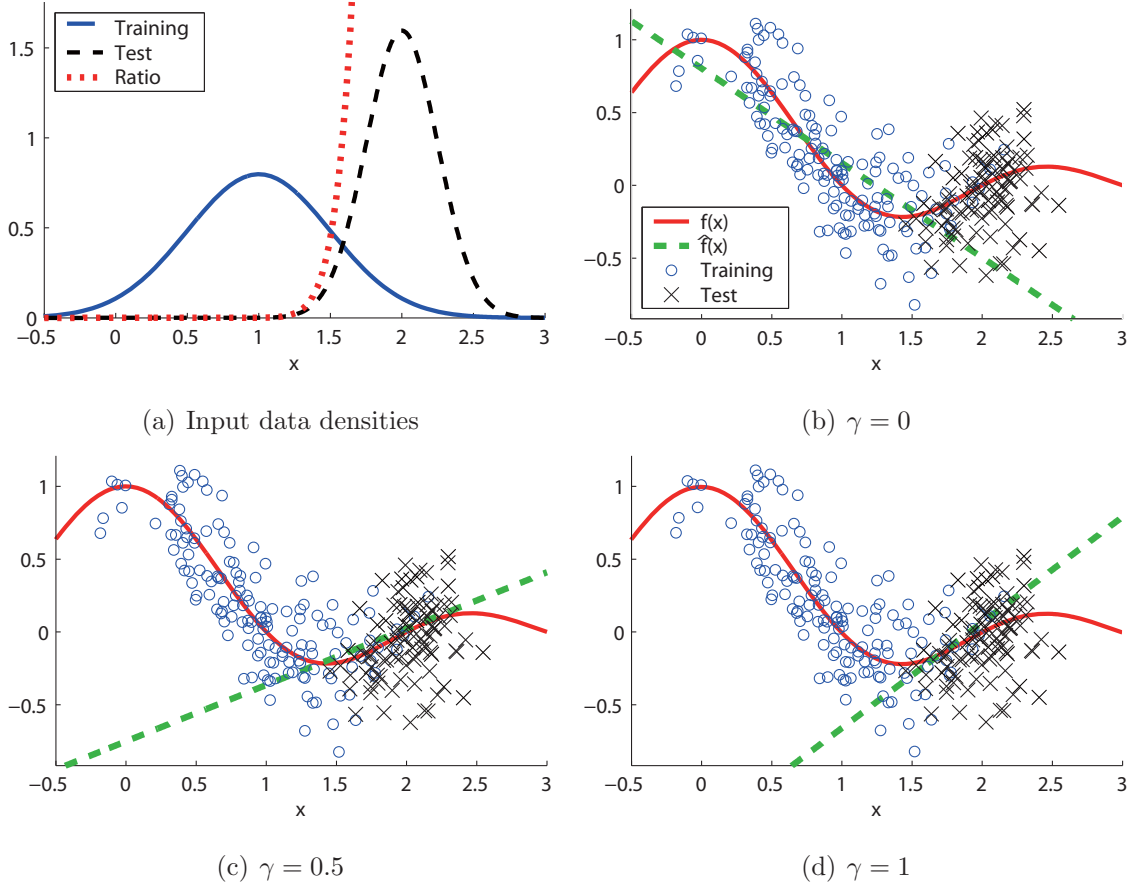 Training
Test
Ratio
1.5
1
0.5
0
−0.5 0 0.5 1 1.5 2 2.5 3
x
(a) Input data densities
1
0.5
0
−0.5
f(x)
f̂(x)
Training
Test
−0.5 0 0.5 1 1.5 2 2.5 3
x
(b) γ = 0
1
0.5
0
−0.5
−0.5 0 0.5 1 1.5 2 2.5 3
x
(c) γ = 0.5
1
0.5
0
−0.5
−0.5 0 0.5 1 1.5 2 2.5 3
x
(d) γ = 1